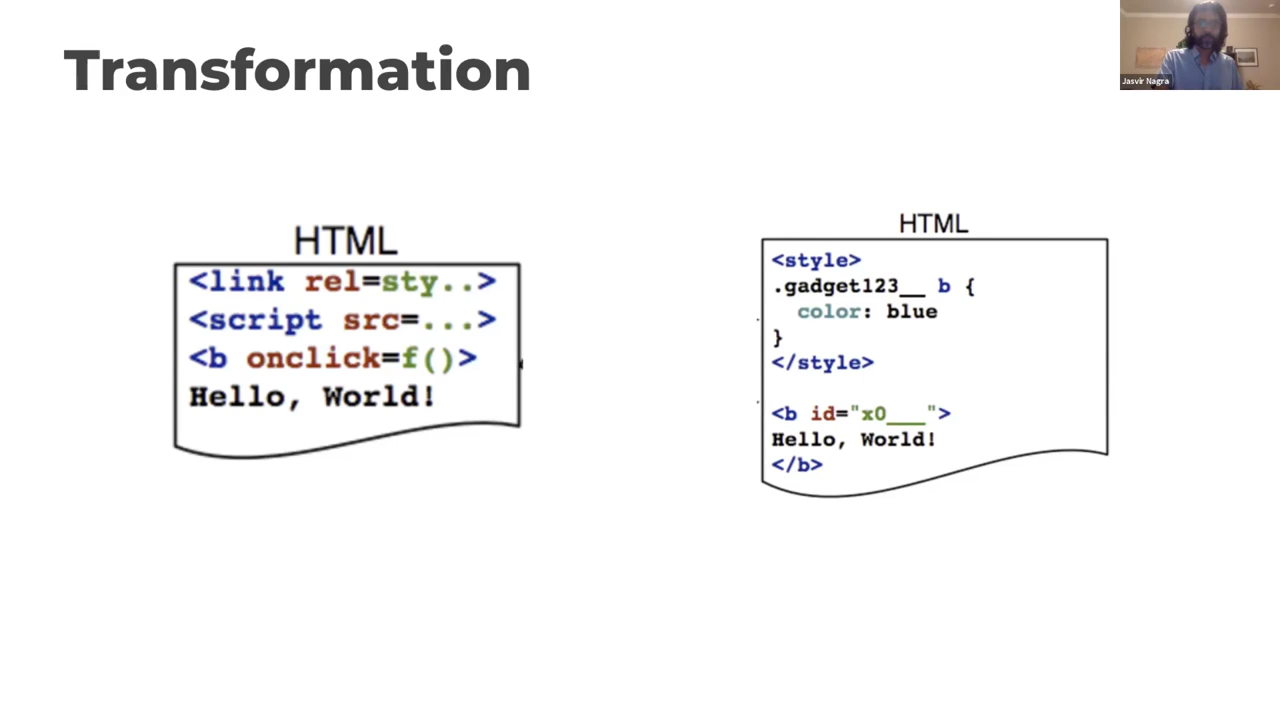 Transformation
Jasvir Nagra
HTML
<link rel=sty..>
<script src=...>
<b onclick=f()>
Hello, World!
HTML
<style>
.gadget123__ b {
color: blue
}
</style>
<b id="x0___">
Hello, World!
</b>